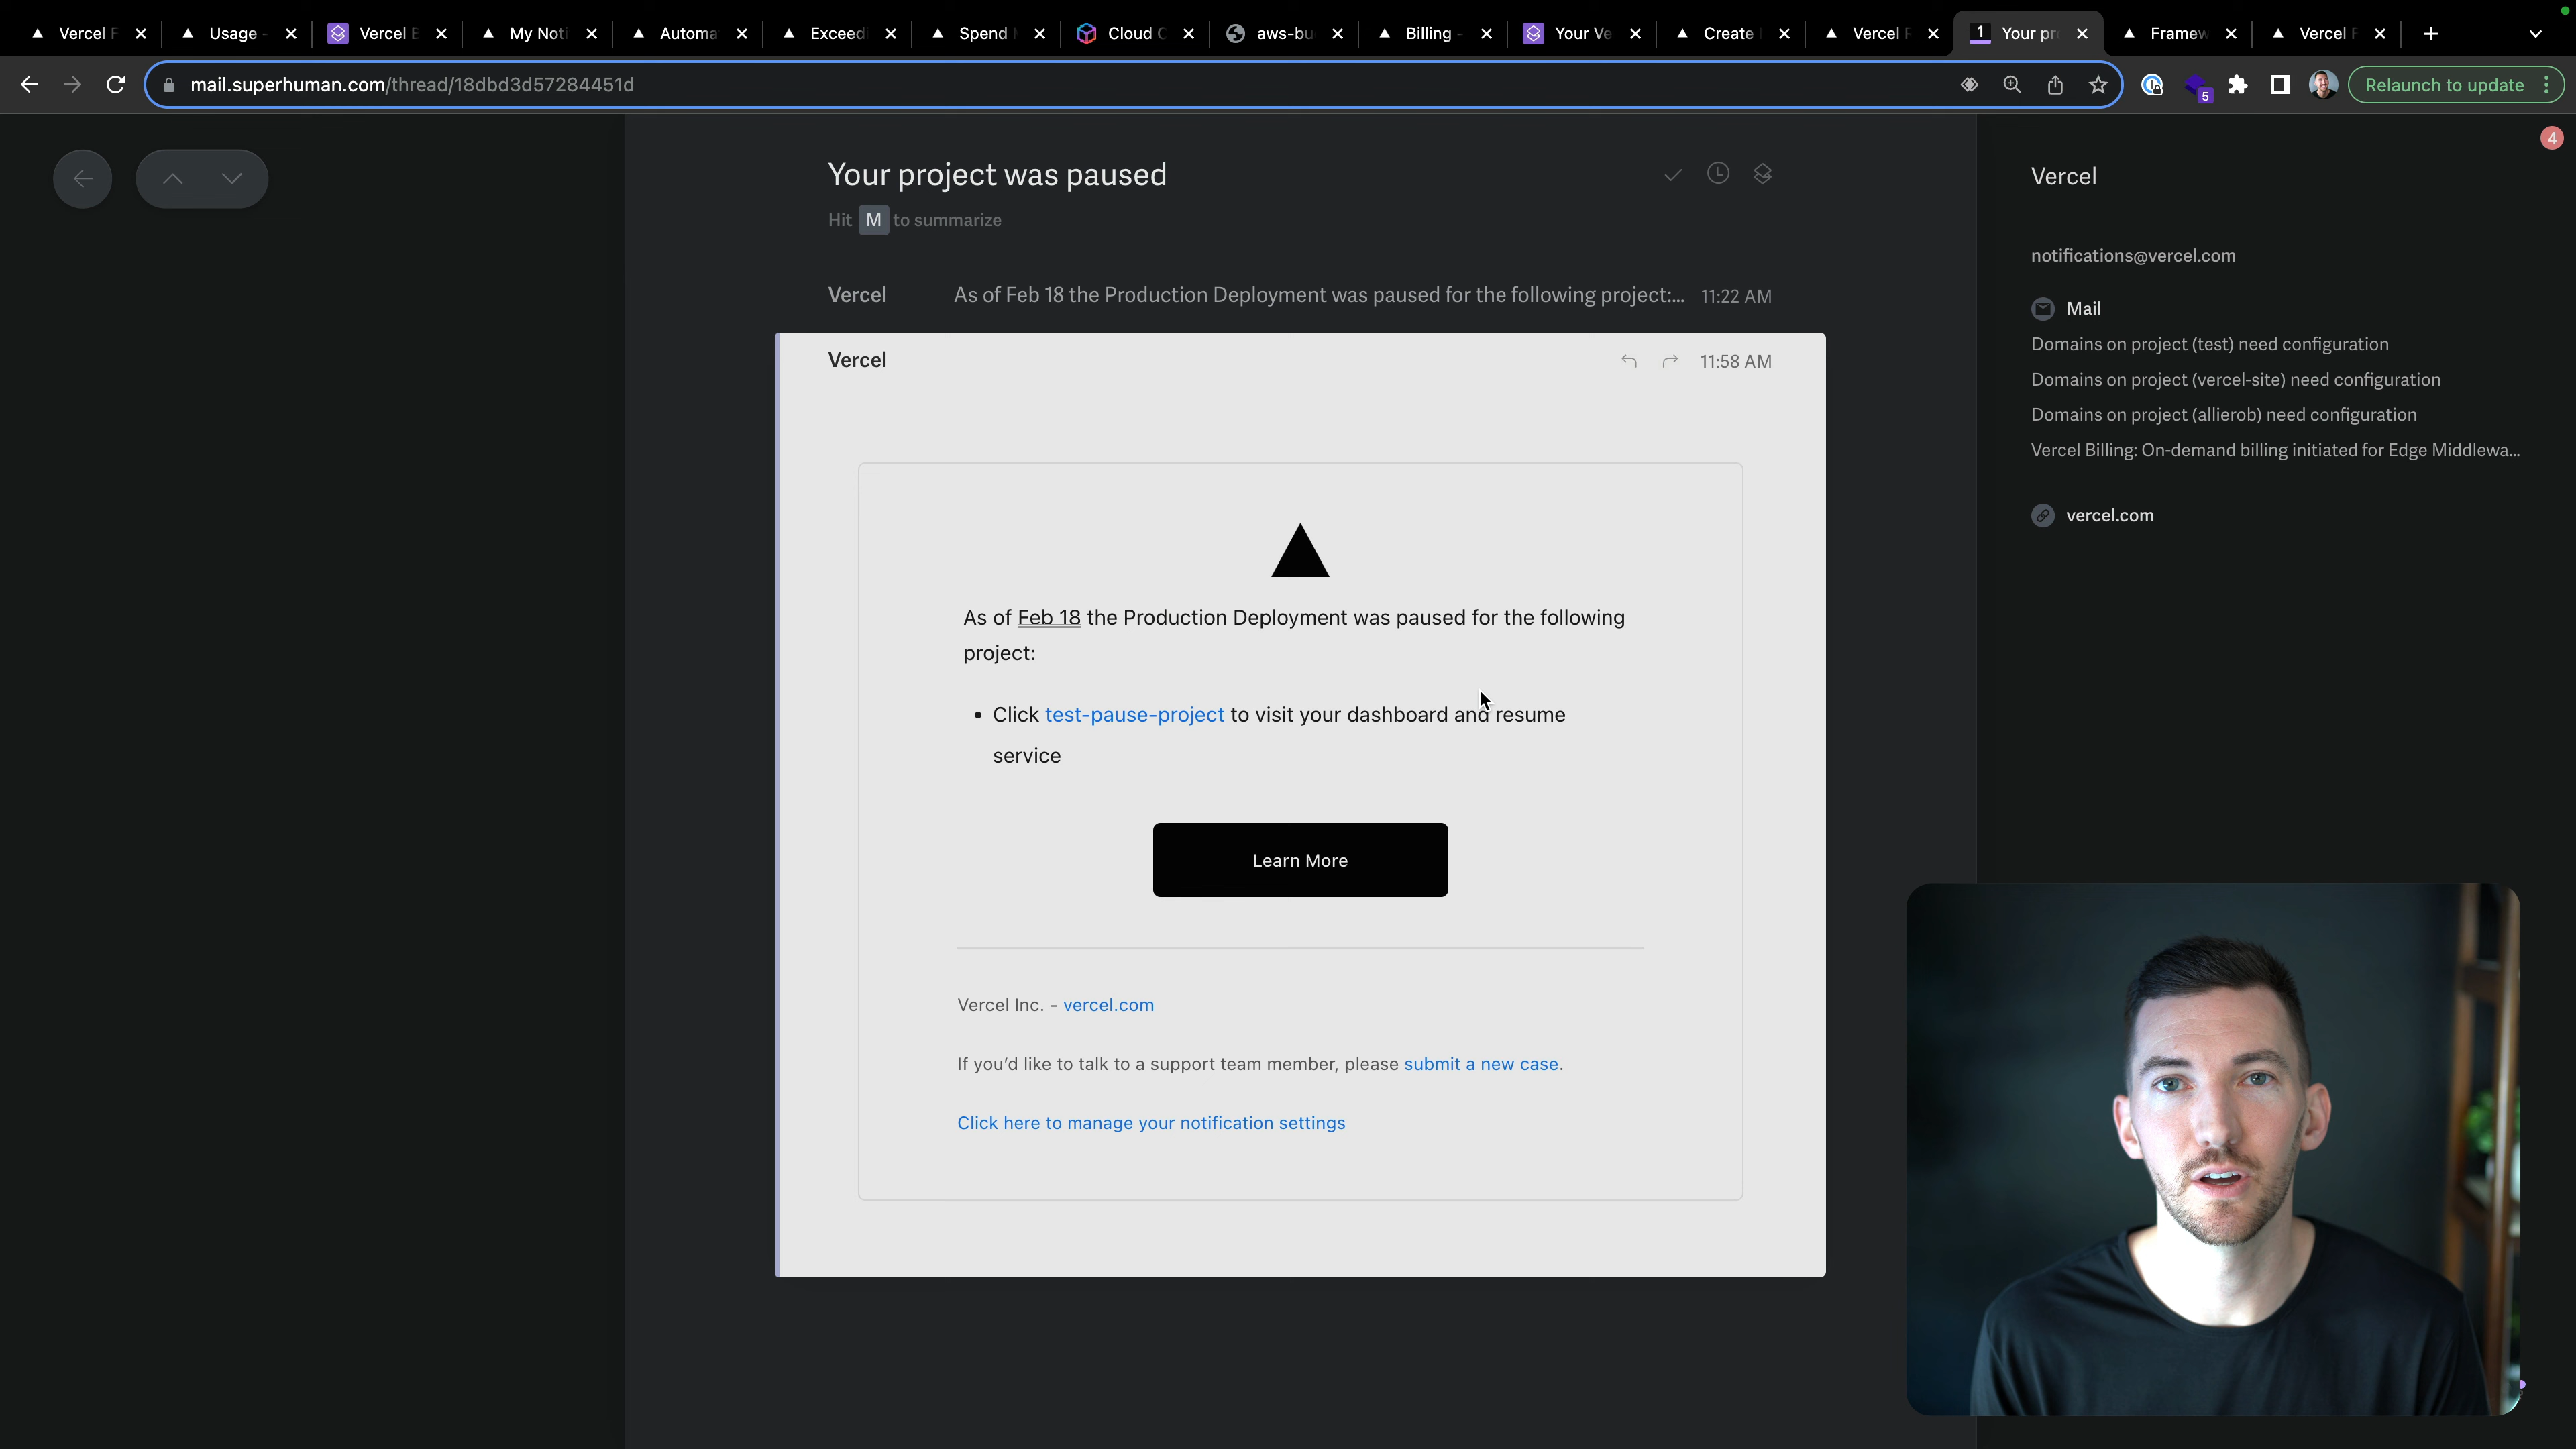 Vercel F
Usage -
Vercel E
My Noti
Automa
Exceedi
Spend M
Cloud C
aws-bu
Billing -
Your Ve
Create
Vercel F
1
Your pro
Framew
Vercel F
mail.superhuman.com/thread/18dbd3d57284451d
5
Relaunch to update
4
Your project was paused
Hit M to summarize
Vercel As of Feb 18 the Production Deployment was paused for the following project:... 11:22 AM
Vercel 11:58 AM
As of Feb 18 the Production Deployment was paused for the following
project:
• Click test-pause-project to visit your dashboard and resume
service
Learn More
Vercel Inc. - vercel.com
If you’d like to talk to a support team member, please submit a new case.
Click here to manage your notification settings
Vercel
notifications@vercel.com
Mail
Domains on project (test) need configuration
Domains on project (vercel-site) need configuration
Domains on project (allierob) need configuration
Vercel Billing: On-demand billing initiated for Edge Middlewa...
vercel.com